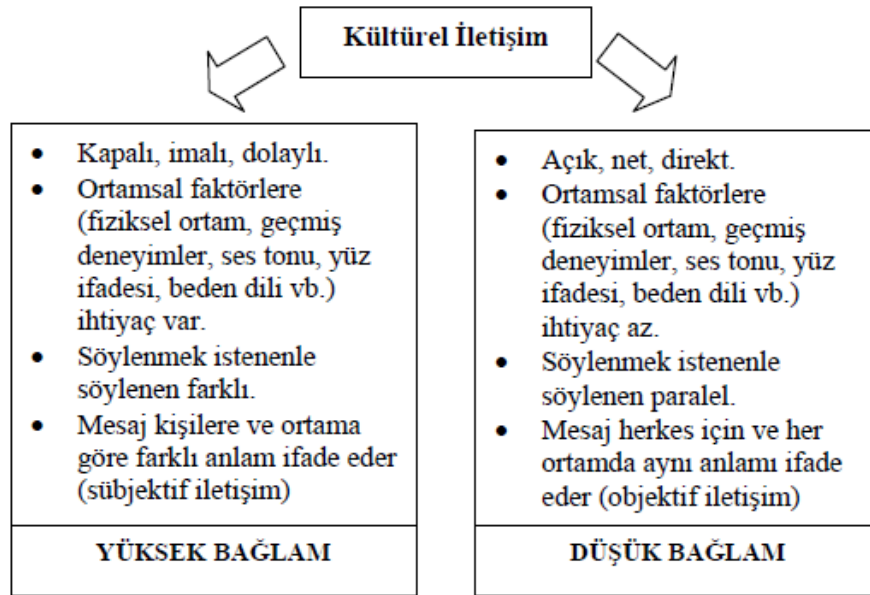 Kültürel İletişim
• Kapalı, imalı, dolaylı.
• Ortamsal faktörlere
(fiziksel ortam, geçmiş
deneyimler, ses tonu, yüz
ifadesi, beden dili vb.)
ihtiyaç var.
• Söylenmek istenenle
söylenen farklı.
• Mesaj kişilere ve ortama
göre farklı anlam ifade eder
(sübjektif iletişim)
YÜKSEK BAĞLAM
• Açık, net, direkt.
• Ortamsal faktörlere
(fiziksel ortam, geçmiş
deneyimler, ses tonu, yüz
ifadesi, beden dili vb.)
ihtiyaç az.
• Söylenmek istenenle
söylenen paralel.
• Mesaj herkes için ve her
ortamda aynı anlamı ifade
eder (objektif iletişim)
DÜŞÜK BAĞLAM